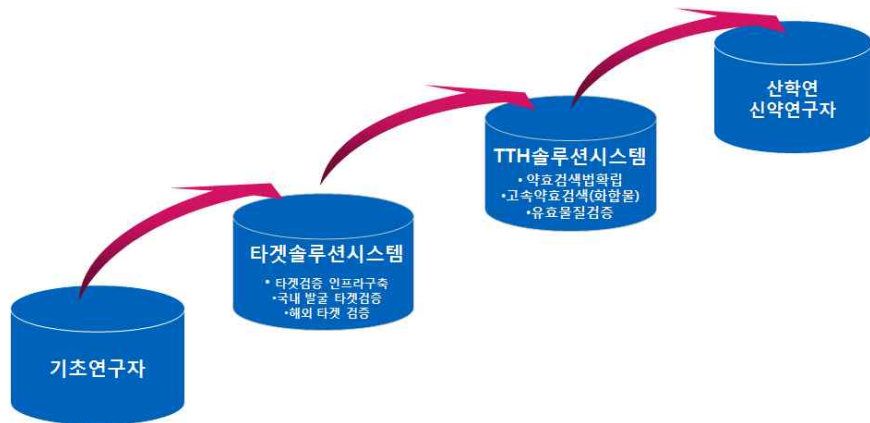 기초연구자
타겟솔루션시스템
• 타겟검증 인프라구축
•국내 발굴 타겟검증
•해외 타겟 검증
TTH솔루션시스템
• 약효검색법확립
•고속약효검색(화합물)
•유효물질검증
산학연
신약연구자